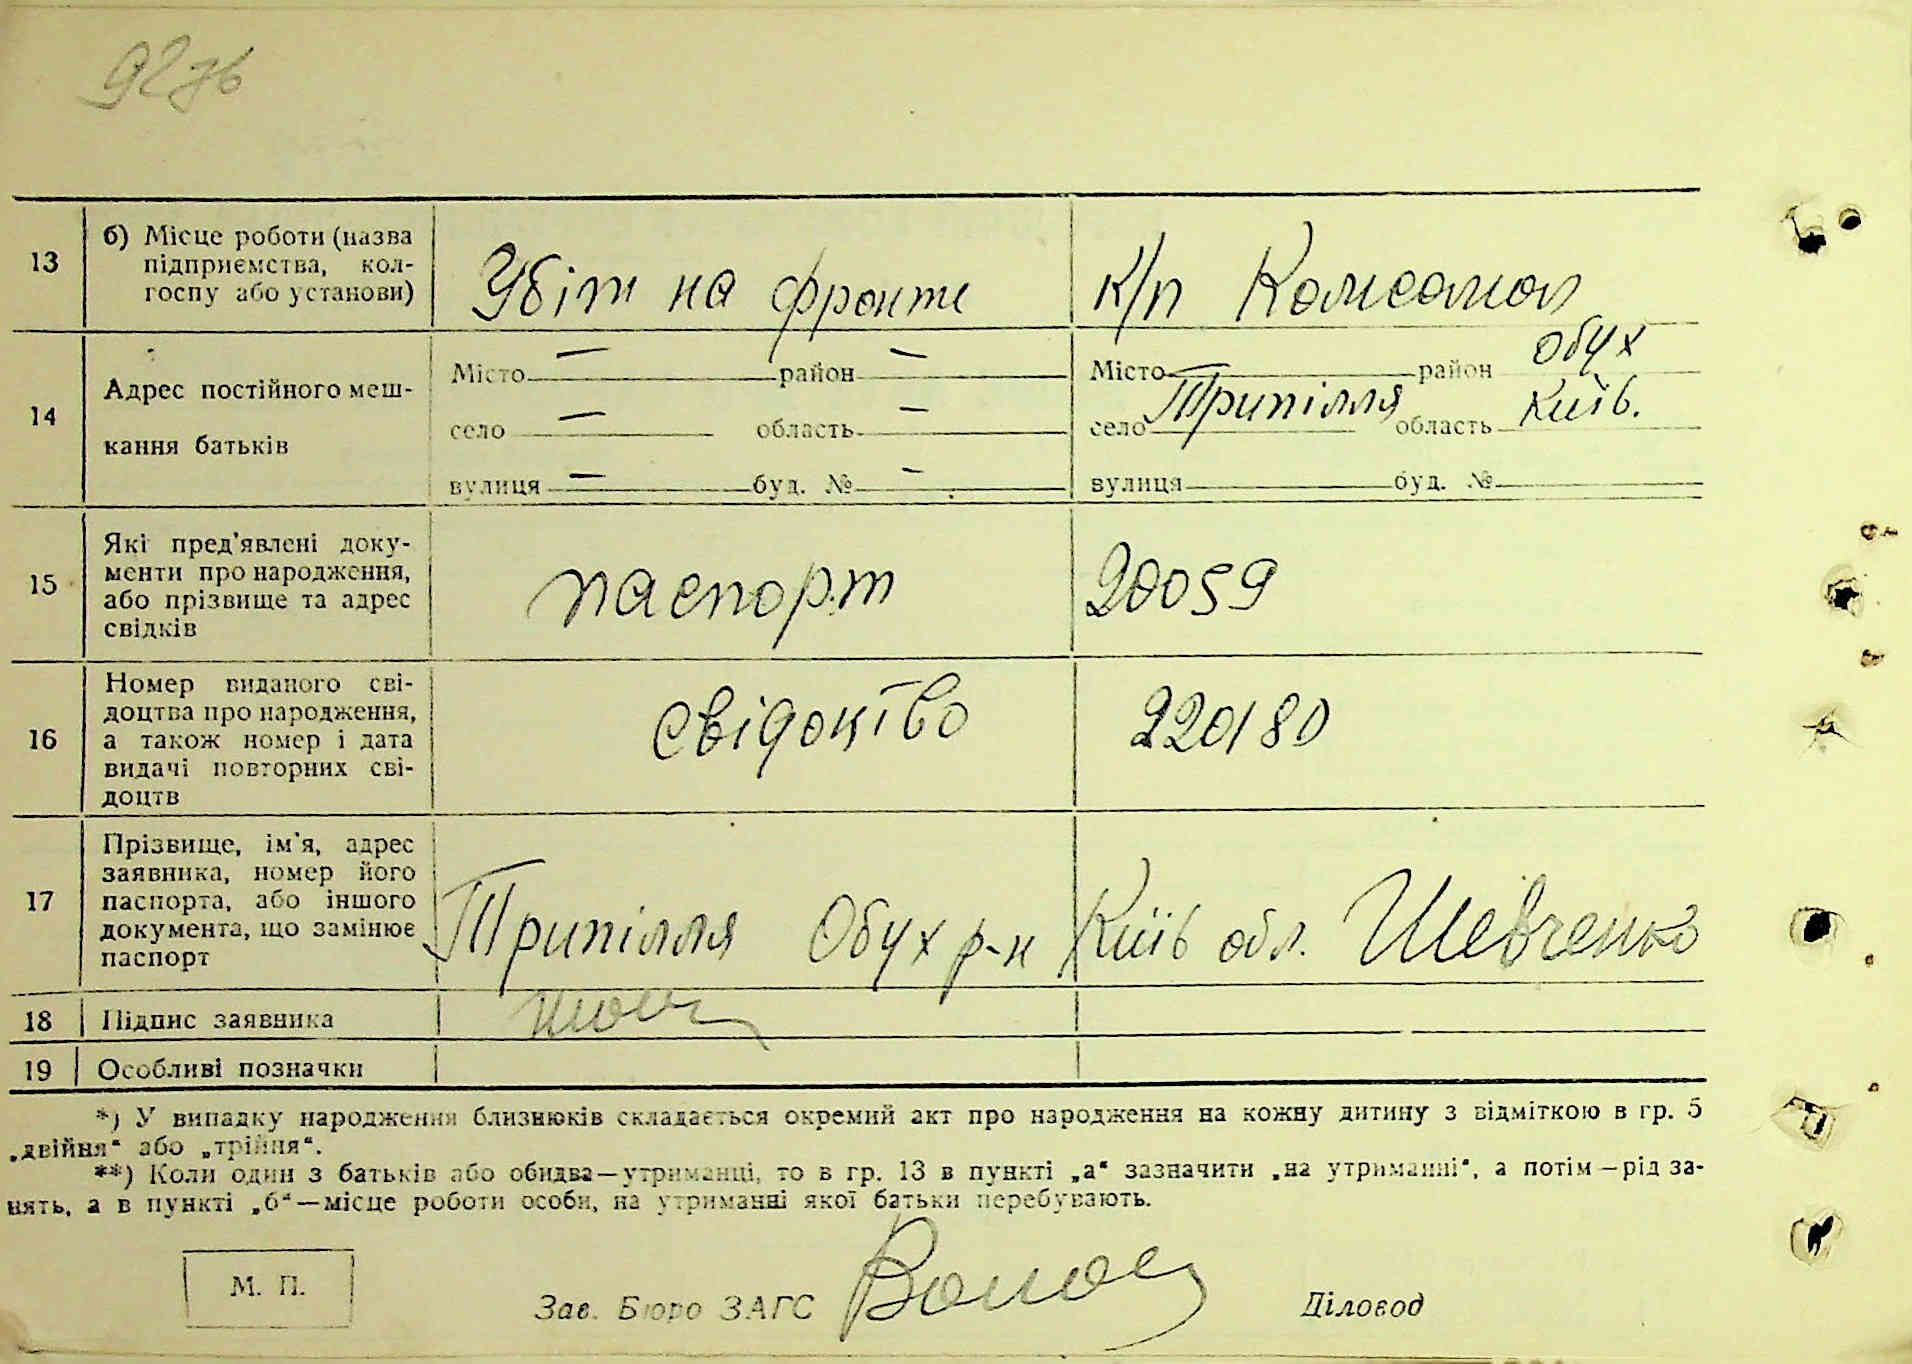 92зв
13 б) Місце роботи (назва підприємства, колгоспу або установи) Убіт на фронте к/п Комсомол
14 Адрес постійного мешкання батьків
Місто — район — Місто район Обух
село — область — село Трипілля область Київ.
вулиця — буд. № — вулиця буд. №
15 Які пред'явлені документи про народження, або прізвище та адрес свідків паспорт 20059
16 Номер виданого свідоцтва про народження, а також номер і дата видачі повторних свідоцтв свідоктво 220180
17 Прізвище, ім'я, адрес заявника, номер його паспорта, або іншого документа, що замінює паспорт Трипілля Обух р-н Київ обл. Шевченко
18 Підпис заявника
19 Особливі позначки
*) У випадку народження близнюків складається окремий акт про народження на кожну дитину з відміткою в гр. 5
„двійня“ або „трійня“.
**) Коли один з батьків або обидва—утриманці, то в гр. 13 в пункті „а“ зазначити „на утриманні“, а потім—рід за-
нять, а в пункті „б“—місце роботи особи, на утриманні якої батьки перебувають.
М. П.
Зав. Бюро ЗАГС Діловод